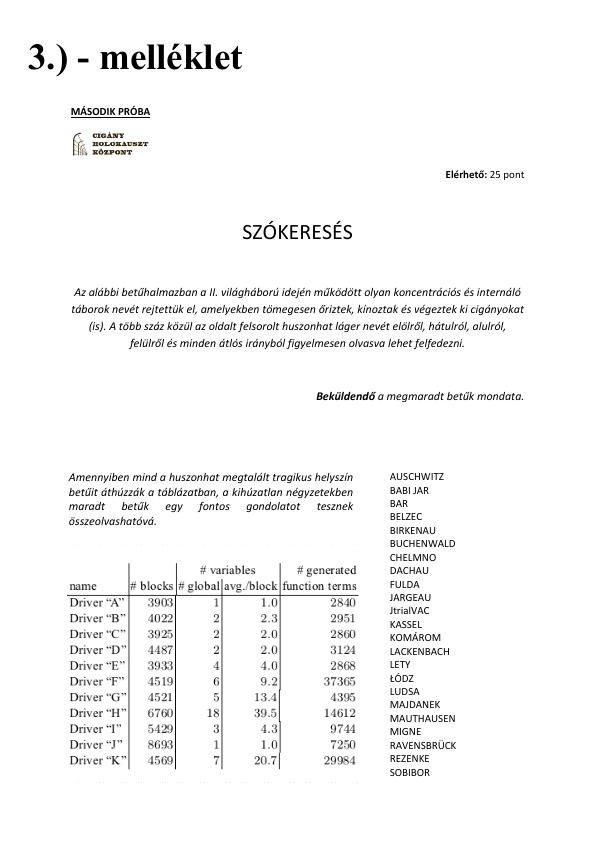 3.) - melléklet
MÁSODIK PRÓBA
CIGÁNY
HOLOKAUSZT
KÖZPONT
Elérhető: 25 pont
SZÓKERESÉS
Az alábbi betűhalmazban a II. világháború idején működött olyan koncentrációs és internáló
táborok nevét rejtettük el, amelyekben tömegesen őriztek, kínoztak és végeztek ki cigányokat
(is). A több száz közül az oldalt felsorolt huszonhat láger nevét elölről, hátulról, alulról,
felülről és minden átlós irányból figyelmesen olvasva lehet felfedezni.
Beküldendő a megmaradt betűk mondata.
Amennyiben mind a huszonhat megtalált tragikus helyszín
betűit áthúzzák a táblázatban, a kihúzatlan négyzetekben
maradt betűk egy fontos gondolatot tesznek
összeolvashatóvá.
# variables # generated
name # blocks # global avg./block function terms
Driver “A” 3903 1 1.0 2840
Driver “B” 4022 2 2.3 2951
Driver “C” 3925 2 2.0 2860
Driver “D” 4487 2 2.0 3124
Driver “E” 3933 4 4.0 2868
Driver “F” 4519 6 9.2 37365
Driver “G” 4521 5 13.4 4395
Driver “H” 6760 18 39.5 14612
Driver “I” 5429 3 4.3 9744
Driver “J” 8693 1 1.0 7250
Driver “K” 4569 7 20.7 29984
AUSCHWITZ
BABI JAR
BAR
BELZEC
BIRKENAU
BUCHENWALD
CHELMNO
DACHAU
FULDA
JARGEAU
JtrialVAC
KASSEL
KOMÁROM
LACKENBACH
LETY
ŁÓDZ
LUDSA
MAJDANEK
MAUTHAUSEN
MIGNE
RAVENSBRÜCK
REZENKE
SOBIBOR